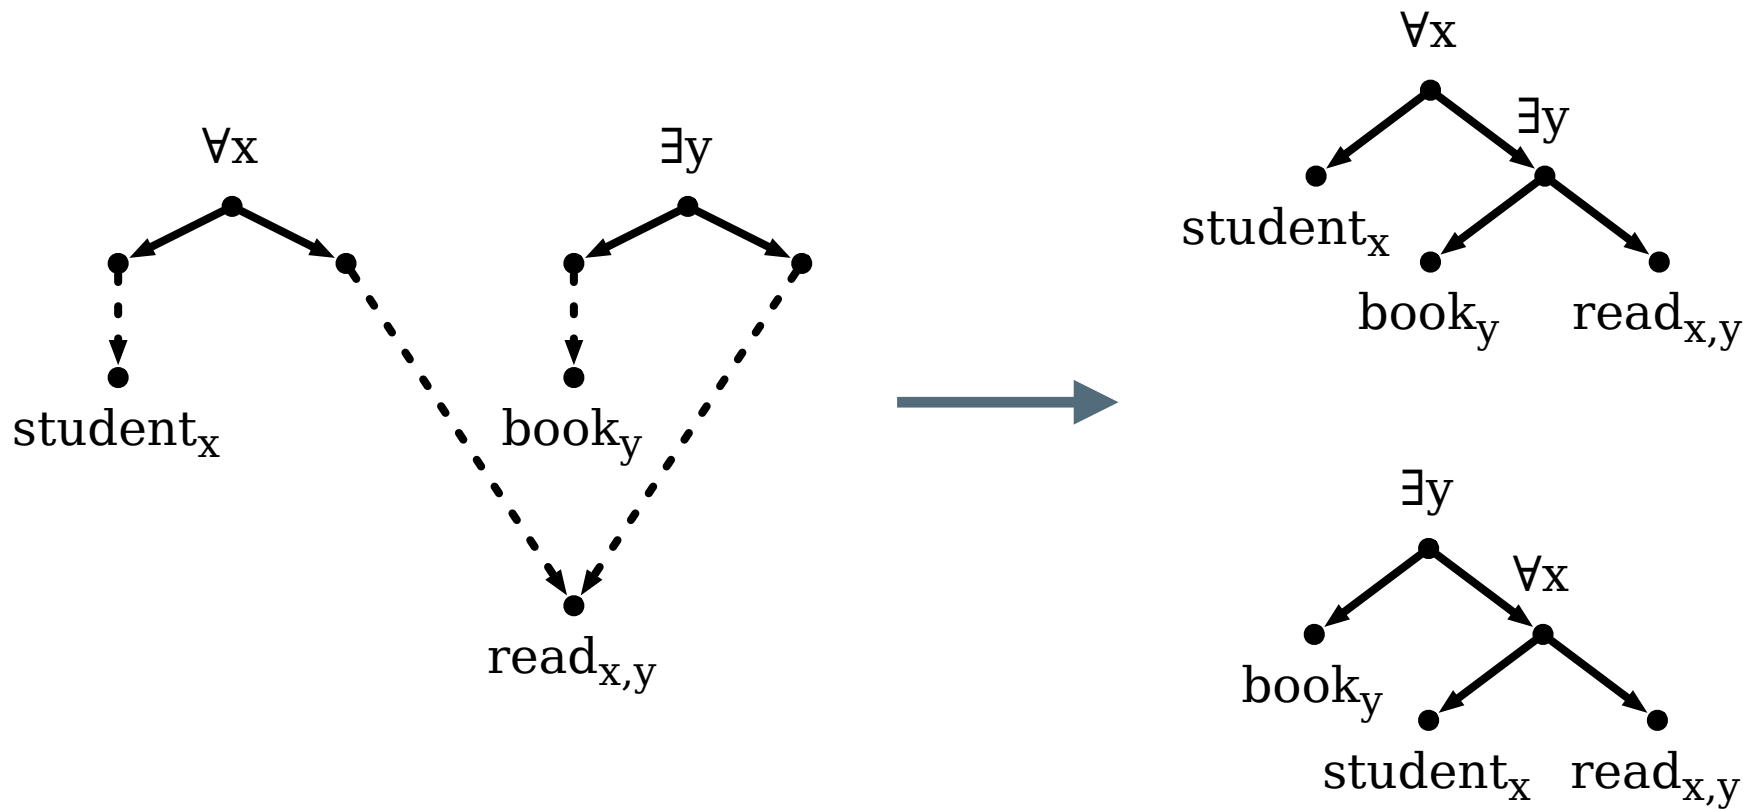 ∀x
∃y
student_x
book_y
read_x,y
∀x
∃y
student_x
book_y
read_x,y
∃y
∀x
book_y
student_x
read_x,y